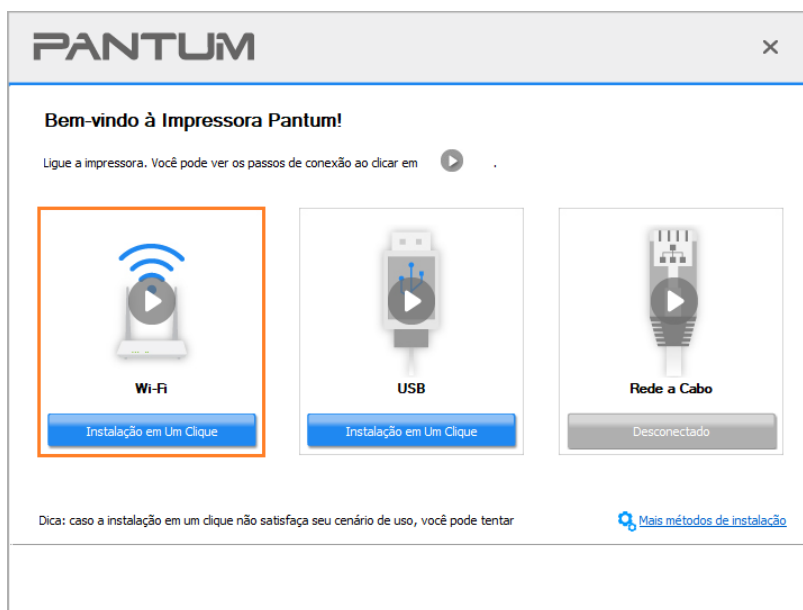 PANTUM
Bem-vindo à Impressora Pantum!
Ligue a impressora. Você pode ver os passos de conexão ao clicar em .
Wi-Fi
Instalação em Um Clique
USB
Instalação em Um Clique
Rede a Cabo
Desconectado
Dica: caso a instalação em um clique não satisfaça seu cenário de uso, você pode tentar
Mais métodos de instalação